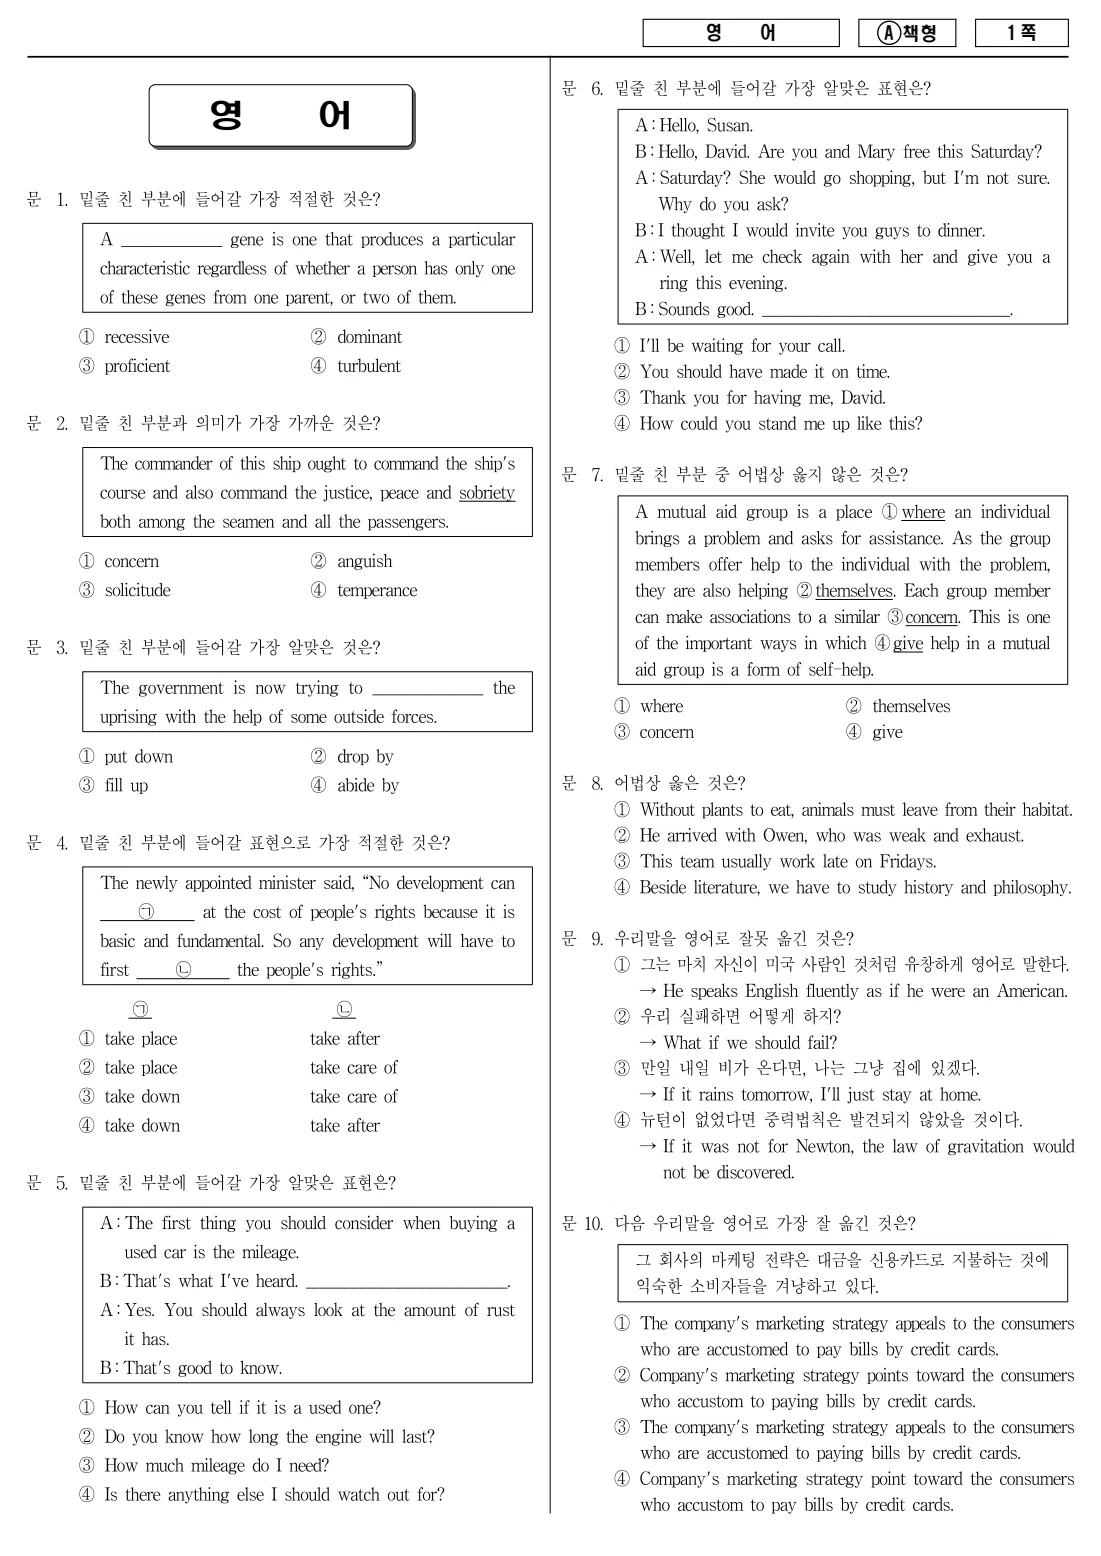 영 어
Ⓐ책형
1 쪽
영 어
문 1. 밑줄 친 부분에 들어갈 가장 적절한 것은?
A ____________ gene is one that produces a particular
characteristic regardless of whether a person has only one
of these genes from one parent, or two of them.
① recessive ② dominant
③ proficient ④ turbulent
문 2. 밑줄 친 부분과 의미가 가장 가까운 것은?
The commander of this ship ought to command the ship's
course and also command the justice, peace and sobriety
both among the seamen and all the passengers.
① concern ② anguish
③ solicitude ④ temperance
문 3. 밑줄 친 부분에 들어갈 가장 알맞은 것은?
The government is now trying to _____________ the
uprising with the help of some outside forces.
① put down ② drop by
③ fill up ④ abide by
문 4. 밑줄 친 부분에 들어갈 표현으로 가장 적절한 것은?
The newly appointed minister said, “No development can
____㉠____ at the cost of people's rights because it is
basic and fundamental. So any development will have to
first ____㉡____ the people's rights.”
㉠ ㉡
① take place take after
② take place take care of
③ take down take care of
④ take down take after
문 5. 밑줄 친 부분에 들어갈 가장 알맞은 표현은?
A : The first thing you should consider when buying a
used car is the mileage.
B : That's what I've heard. ________________________.
A : Yes. You should always look at the amount of rust
it has.
B : That's good to know.
① How can you tell if it is a used one?
② Do you know how long the engine will last?
③ How much mileage do I need?
④ Is there anything else I should watch out for?
문 6. 밑줄 친 부분에 들어갈 가장 알맞은 표현은?
A : Hello, Susan.
B : Hello, David. Are you and Mary free this Saturday?
A : Saturday? She would go shopping, but I'm not sure.
Why do you ask?
B : I thought I would invite you guys to dinner.
A : Well, let me check again with her and give you a
ring this evening.
B : Sounds good. _____________________________.
① I'll be waiting for your call.
② You should have made it on time.
③ Thank you for having me, David.
④ How could you stand me up like this?
문 7. 밑줄 친 부분 중 어법상 옳지 않은 것은?
A mutual aid group is a place ① where an individual
brings a problem and asks for assistance. As the group
members offer help to the individual with the problem,
they are also helping ② themselves. Each group member
can make associations to a similar ③ concern. This is one
of the important ways in which ④ give help in a mutual
aid group is a form of self-help.
① where ② themselves
③ concern ④ give
문 8. 어법상 옳은 것은?
① Without plants to eat, animals must leave from their habitat.
② He arrived with Owen, who was weak and exhaust.
③ This team usually work late on Fridays.
④ Beside literature, we have to study history and philosophy.
문 9. 우리말을 영어로 잘못 옮긴 것은?
① 그는 마치 자신이 미국 사람인 것처럼 유창하게 영어로 말한다.
→ He speaks English fluently as if he were an American.
② 우리 실패하면 어떻게 하지?
→ What if we should fail?
③ 만일 내일 비가 온다면, 나는 그냥 집에 있겠다.
→ If it rains tomorrow, I'll just stay at home.
④ 뉴턴이 없었다면 중력법칙은 발견되지 않았을 것이다.
→ If it was not for Newton, the law of gravitation would
not be discovered.
문 10. 다음 우리말을 영어로 가장 잘 옮긴 것은?
그 회사의 마케팅 전략은 대금을 신용카드로 지불하는 것에
익숙한 소비자들을 겨냥하고 있다.
① The company's marketing strategy appeals to the consumers
who are accustomed to pay bills by credit cards.
② Company's marketing strategy points toward the consumers
who accustom to paying bills by credit cards.
③ The company's marketing strategy appeals to the consumers
who are accustomed to paying bills by credit cards.
④ Company's marketing strategy point toward the consumers
who accustom to pay bills by credit cards.